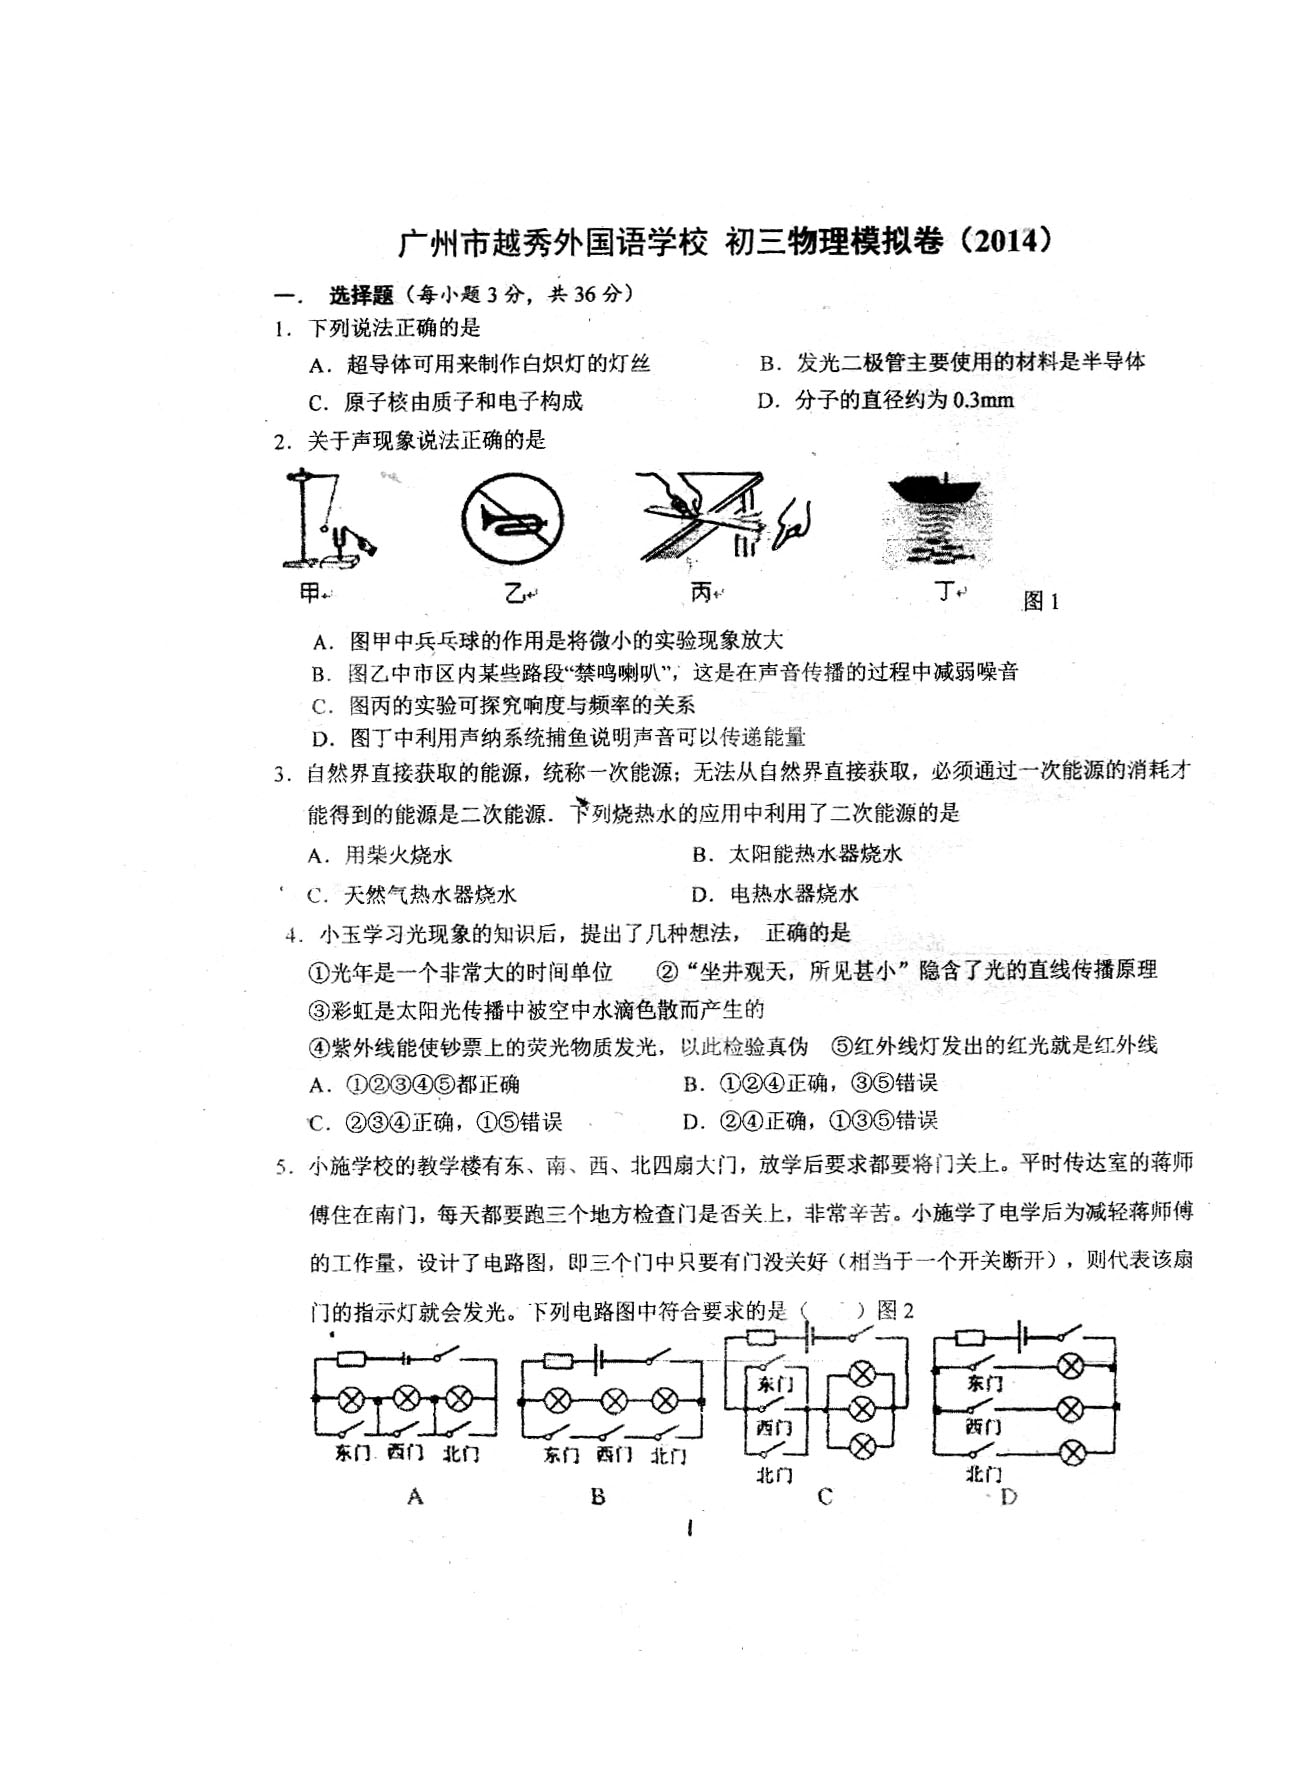 广州市越秀外国语学校 初三物理模拟卷（2014）
一． 选择题（每小题 3 分，共 36 分）
1．下列说法正确的是
A．超导体可用来制作白炽灯的灯丝 B．发光二极管主要使用的材料是半导体
C．原子核由质子和电子构成 D．分子的直径约为 0.3mm
2．关于声现象说法正确的是
甲 乙 丙 丁 图 1
A．图甲中兵乓球的作用是将微小的实验现象放大
B．图乙中市区内某些路段“禁鸣喇叭”，这是在声音传播的过程中减弱噪音
C．图丙的实验可探究响度与频率的关系
D．图丁中利用声纳系统捕鱼说明声音可以传递能量
3．自然界直接获取的能源，统称一次能源；无法从自然界直接获取，必须通过一次能源的消耗才
能得到的能源是二次能源．下列烧热水的应用中利用了二次能源的是
A．用柴火烧水 B．太阳能热水器烧水
C．天然气热水器烧水 D．电热水器烧水
4．小玉学习光现象的知识后，提出了几种想法， 正确的是
①光年是一个非常大的时间单位 ②“坐井观天，所见甚小”隐含了光的直线传播原理
③彩虹是太阳光传播中被空中水滴色散而产生的
④紫外线能使钞票上的荧光物质发光，以此检验真伪 ⑤红外线灯发出的红光就是红外线
A．①②③④⑤都正确 B．①②④正确，③⑤错误
C．②③④正确，①⑤错误 D．②④正确，①③⑤错误
5．小施学校的教学楼有东、南、西、北四扇大门，放学后要求都要将门关上。平时传达室的蒋师
傅住在南门，每天都要跑三个地方检查门是否关上，非常辛苦。小施学了电学后为减轻蒋师傅
的工作量，设计了电路图，即三个门中只要有门没关好（相当于一个开关断开），则代表该扇
门的指示灯就会发光。下列电路图中符合要求的是（ ）图 2
东门 西门 北门 东门 西门 北门 东门 西门 北门 东门 西门 北门
A B C D
1